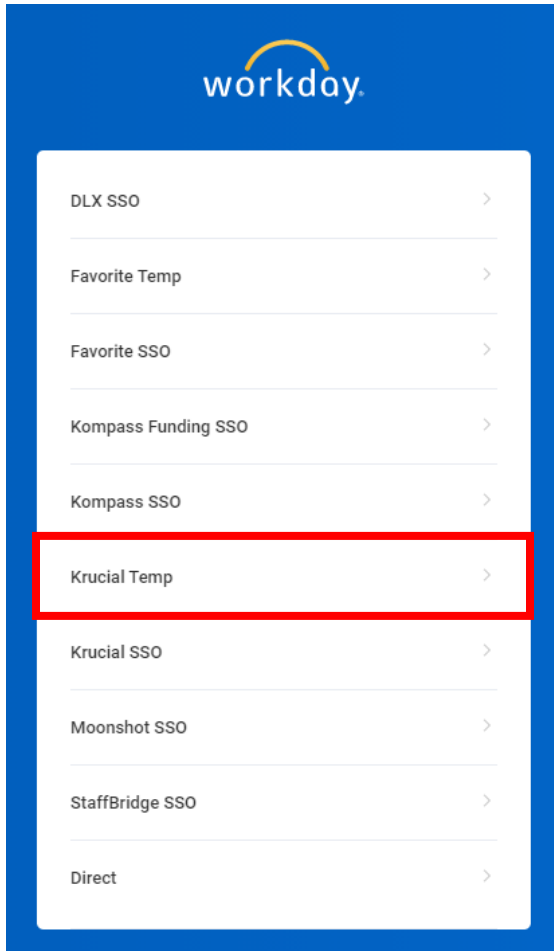 workday.
DLX SSO
Favorite Temp
Favorite SSO
Kompass Funding SSO
Kompass SSO
Krucial Temp
Krucial SSO
Moonshot SSO
StaffBridge SSO
Direct